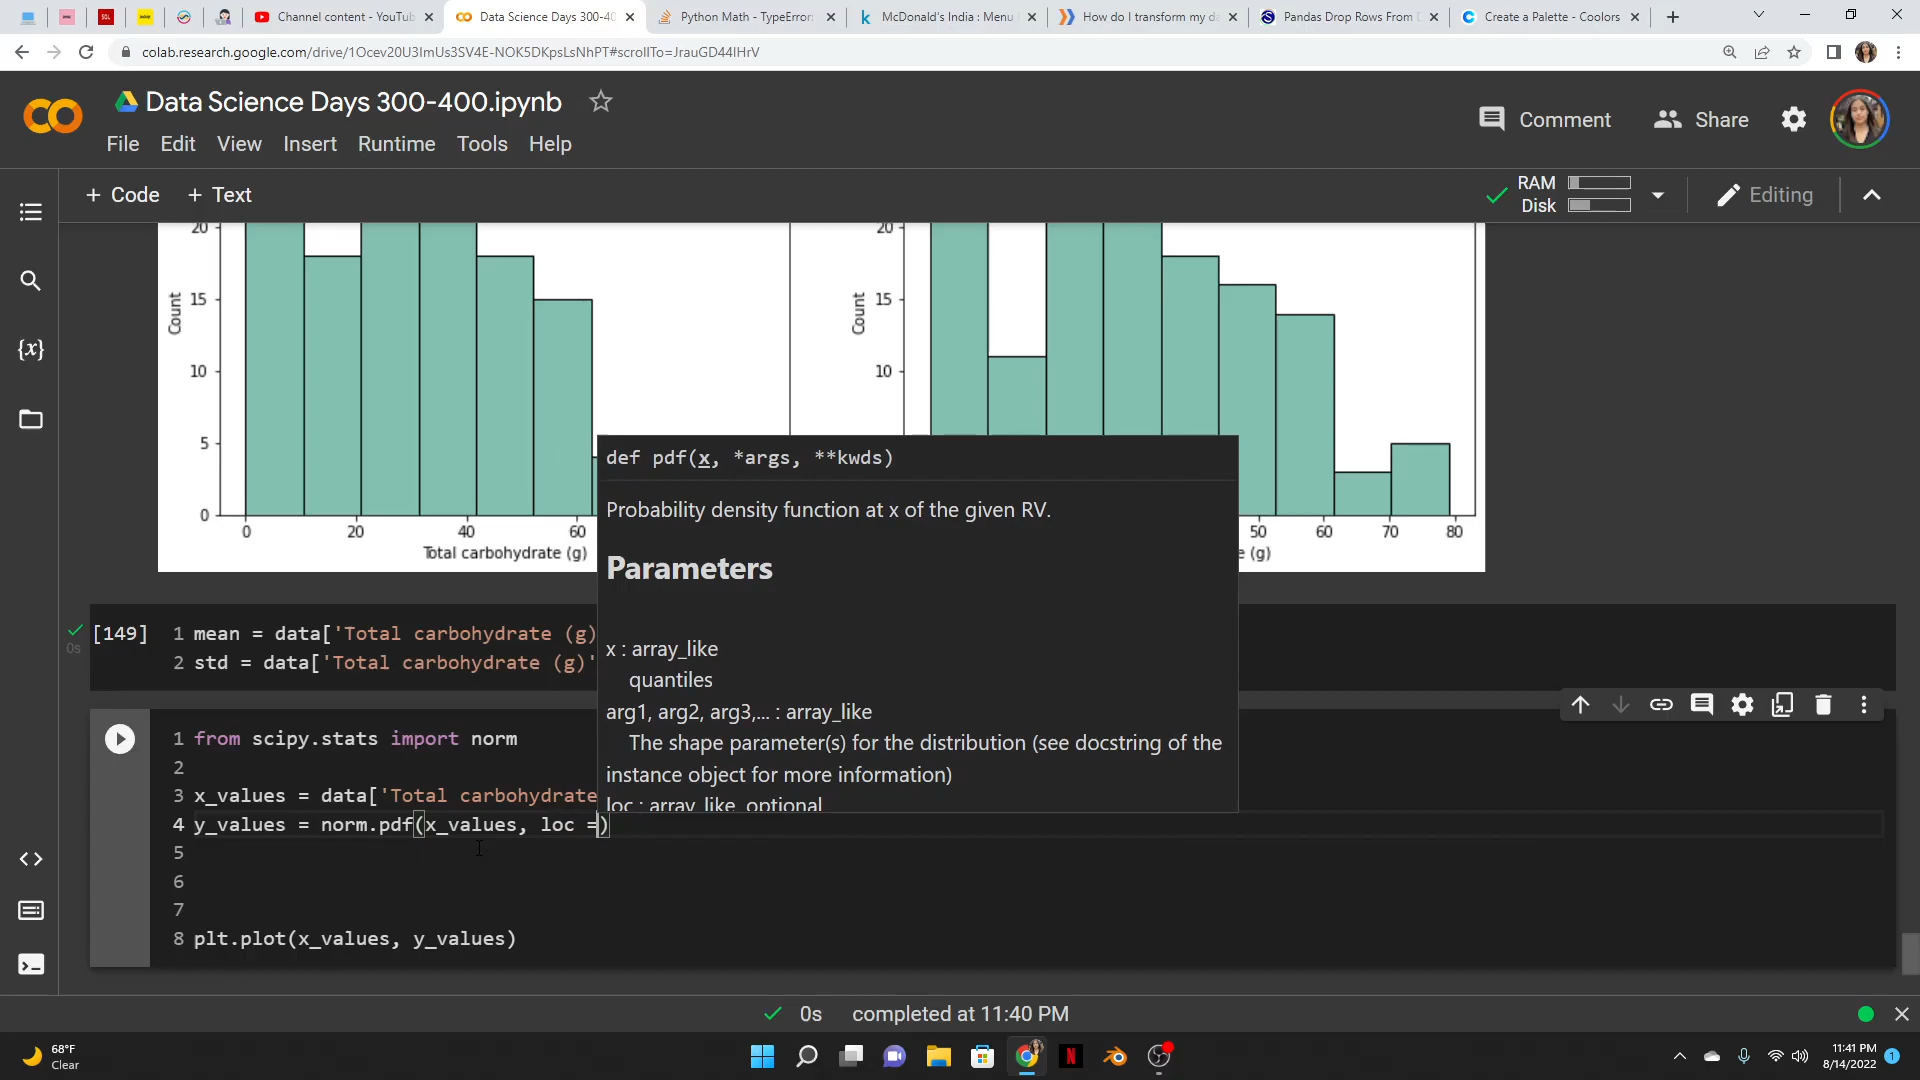 Channel content - YouTub
Data Science Days 300-40
Python Math - TypeError:
McDonald's India : Menu
How do I transform my da
Pandas Drop Rows From D
Create a Palette - Coolors
colab.research.google.com/drive/1Ocev20U3ImUs3SV4E-NOK5DKpsLsNhPT#scrollTo=JrauGD44IHrV
Data Science Days 300-400.ipynb
Comment
Share
File Edit View Insert Runtime Tools Help
+ Code + Text
RAM
Disk
Editing
20
15
10
5
0
Count
0 20 40 60
Total carbohydrate (g)
20
15
10
Count
50 60 70 80
e (g)
def pdf(x, *args, **kwds)
Probability density function at x of the given RV.
Parameters
x : array_like
quantiles
arg1, arg2, arg3,... : array_like
The shape parameter(s) for the distribution (see docstring of the
instance object for more information)
loc : array_like, optional
0s
[149]
1 mean = data['Total carbohydrate (g)
2 std = data['Total carbohydrate (g)'
1 from scipy.stats import norm
2
3 x_values = data['Total carbohydrate
4 y_values = norm.pdf(x_values, loc =)
5
6
7
8 plt.plot(x_values, y_values)
0s completed at 11:40 PM
68°F
Clear
11:41 PM
8/14/2022
1